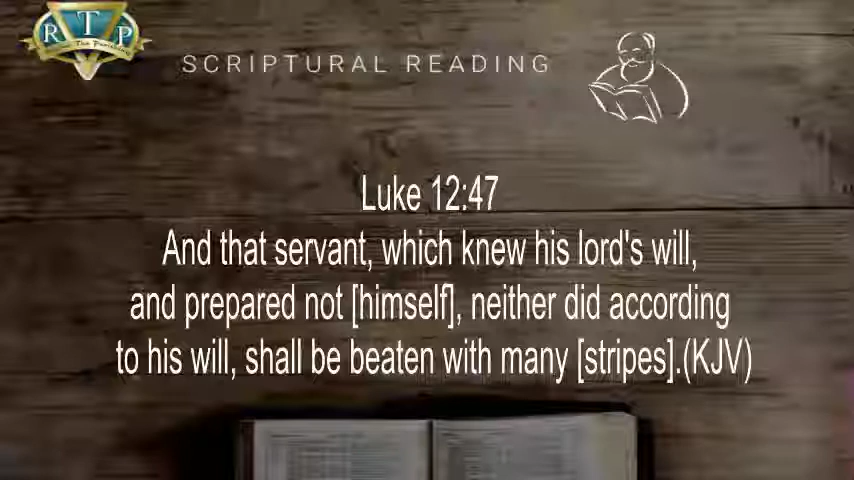 R T P
SCRIPTURAL READING
Luke 12:47
And that servant, which knew his lord's will,
and prepared not [himself], neither did according
to his will, shall be beaten with many [stripes].(KJV)